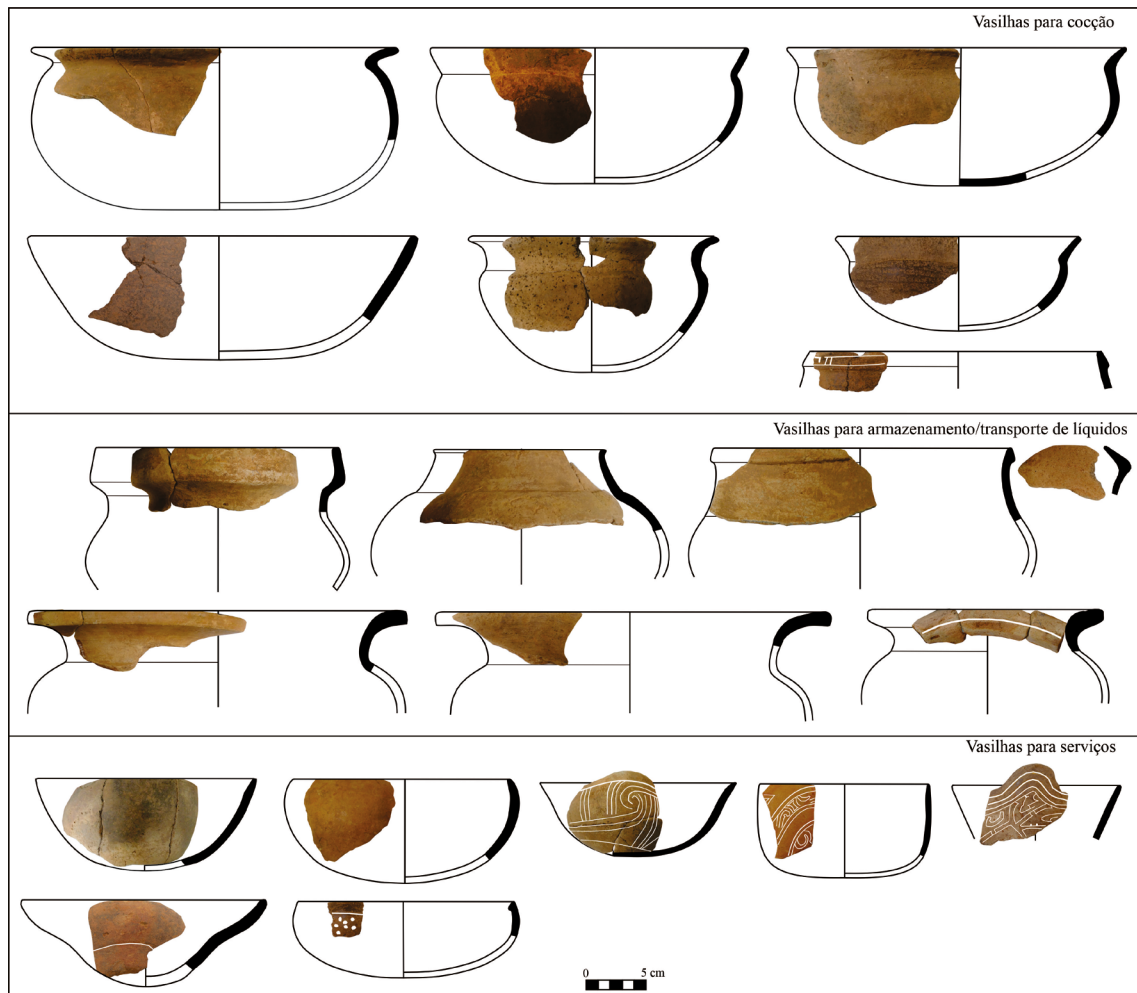 Vasilhas para cocção
Vasilhas para armazenamento/transporte de líquidos
Vasilhas para serviços
0 5 cm